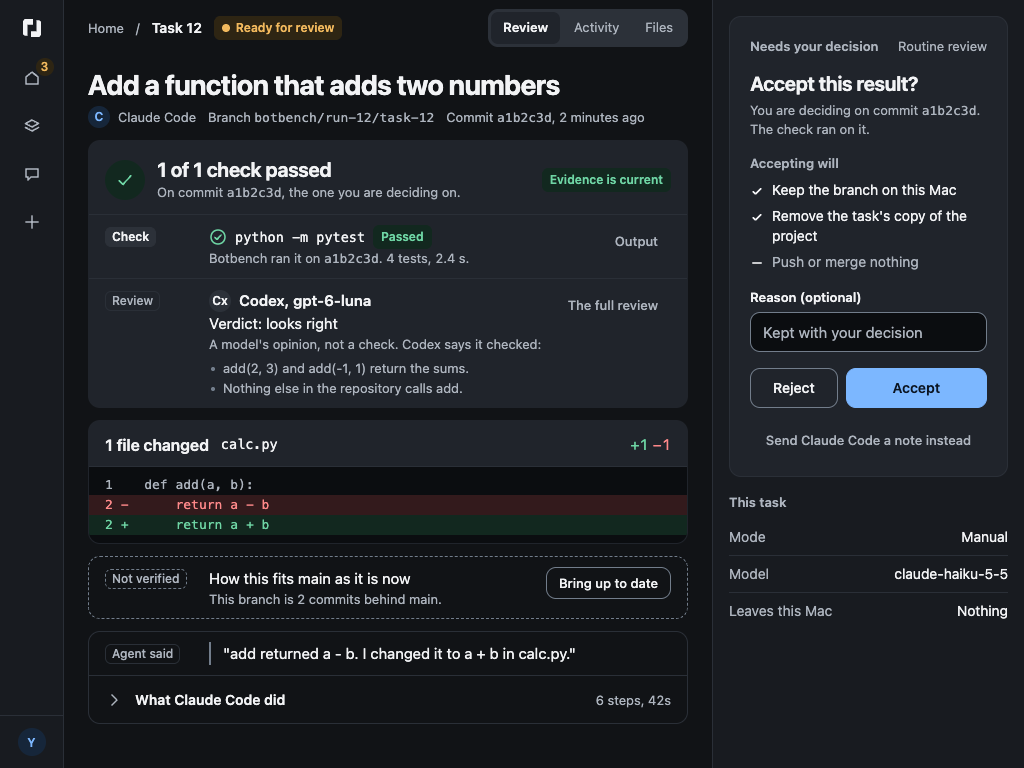 3
Home / Task 12
Ready for review
Review Activity Files
Add a function that adds two numbers
C Claude Code Branch botbench/run-12/task-12 Commit a1b2c3d, 2 minutes ago
1 of 1 check passed
On commit a1b2c3d, the one you are deciding on.
Evidence is current
Check
python -m pytest Passed
Botbench ran it on a1b2c3d. 4 tests, 2.4 s.
Output
Review
Cx Codex, gpt-6-luna
The full review
Verdict: looks right
A model's opinion, not a check. Codex says it checked:
• add(2, 3) and add(-1, 1) return the sums.
• Nothing else in the repository calls add.
1 file changed calc.py +1 −1
1 def add(a, b):
2 − return a - b
2 + return a + b
Not verified
How this fits main as it is now
This branch is 2 commits behind main.
Bring up to date
Agent said
"add returned a - b. I changed it to a + b in calc.py."
What Claude Code did
6 steps, 42s
Needs your decision Routine review
Accept this result?
You are deciding on commit a1b2c3d.
The check ran on it.
Accepting will
Keep the branch on this Mac
Remove the task's copy of the
project
Push or merge nothing
Reason (optional)
Kept with your decision
Reject Accept
Send Claude Code a note instead
This task
Mode Manual
Model claude-haiku-5-5
Leaves this Mac Nothing
Y